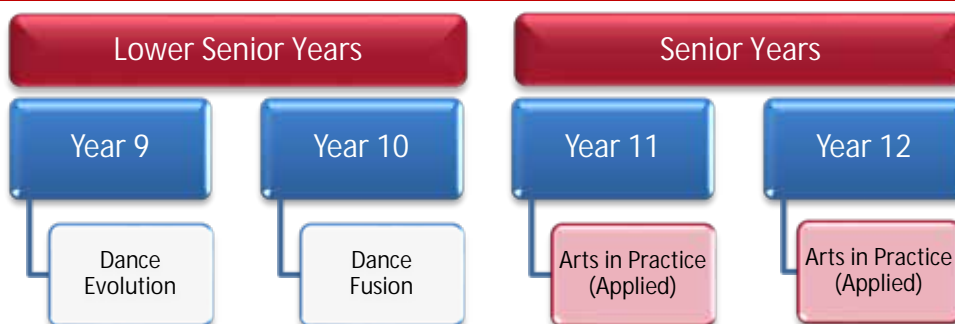 Lower Senior Years
Senior Years
Year 9
Year 10
Year 11
Year 12
Dance
Evolution
Dance
Fusion
Arts in Practice
(Applied)
Arts in Practice
(Applied)